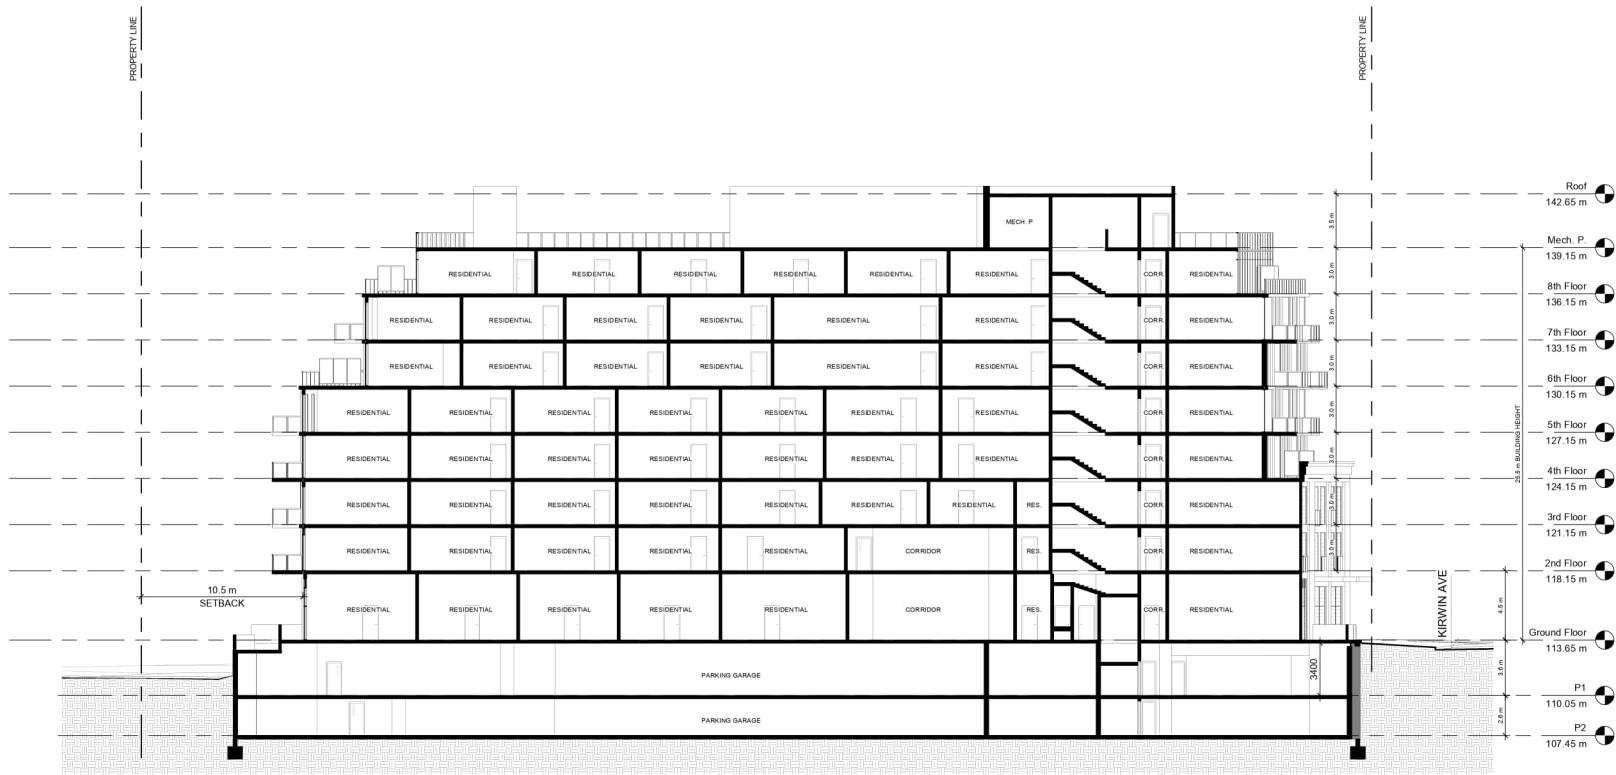 PROPERTY LINE
PROPERTY LINE
Roof
142.65 m
3.5 m
MECH. P
Mech. P.
139.15 m
RESIDENTIAL RESIDENTIAL RESIDENTIAL RESIDENTIAL RESIDENTIAL RESIDENTIAL CORR. RESIDENTIAL
3.0 m
8th Floor
136.15 m
RESIDENTIAL RESIDENTIAL RESIDENTIAL RESIDENTIAL RESIDENTIAL RESIDENTIAL CORR. RESIDENTIAL
3.0 m
7th Floor
133.15 m
RESIDENTIAL RESIDENTIAL RESIDENTIAL RESIDENTIAL RESIDENTIAL RESIDENTIAL CORR. RESIDENTIAL
3.0 m
6th Floor
130.15 m
RESIDENTIAL RESIDENTIAL RESIDENTIAL RESIDENTIAL RESIDENTIAL RESIDENTIAL RESIDENTIAL CORR. RESIDENTIAL
3.0 m
5th Floor
127.15 m
25.5 m BUILDING HEIGHT
RESIDENTIAL RESIDENTIAL RESIDENTIAL RESIDENTIAL RESIDENTIAL RESIDENTIAL RESIDENTIAL CORR. RESIDENTIAL
3.0 m
4th Floor
124.15 m
RESIDENTIAL RESIDENTIAL RESIDENTIAL RESIDENTIAL RESIDENTIAL RESIDENTIAL RESIDENTIAL RES. CORR. RESIDENTIAL
3.0 m
3rd Floor
121.15 m
RESIDENTIAL RESIDENTIAL RESIDENTIAL RESIDENTIAL RESIDENTIAL CORRIDOR RES. CORR. RESIDENTIAL
3.0 m
2nd Floor
118.15 m
10.5 m
SETBACK
RESIDENTIAL RESIDENTIAL RESIDENTIAL RESIDENTIAL RESIDENTIAL CORRIDOR RES. CORR. RESIDENTIAL
4.5 m
KIRWIN AVE
Ground Floor
113.65 m
PARKING GARAGE
3400
3.6 m
P1
110.05 m
PARKING GARAGE
2.6 m
P2
107.45 m